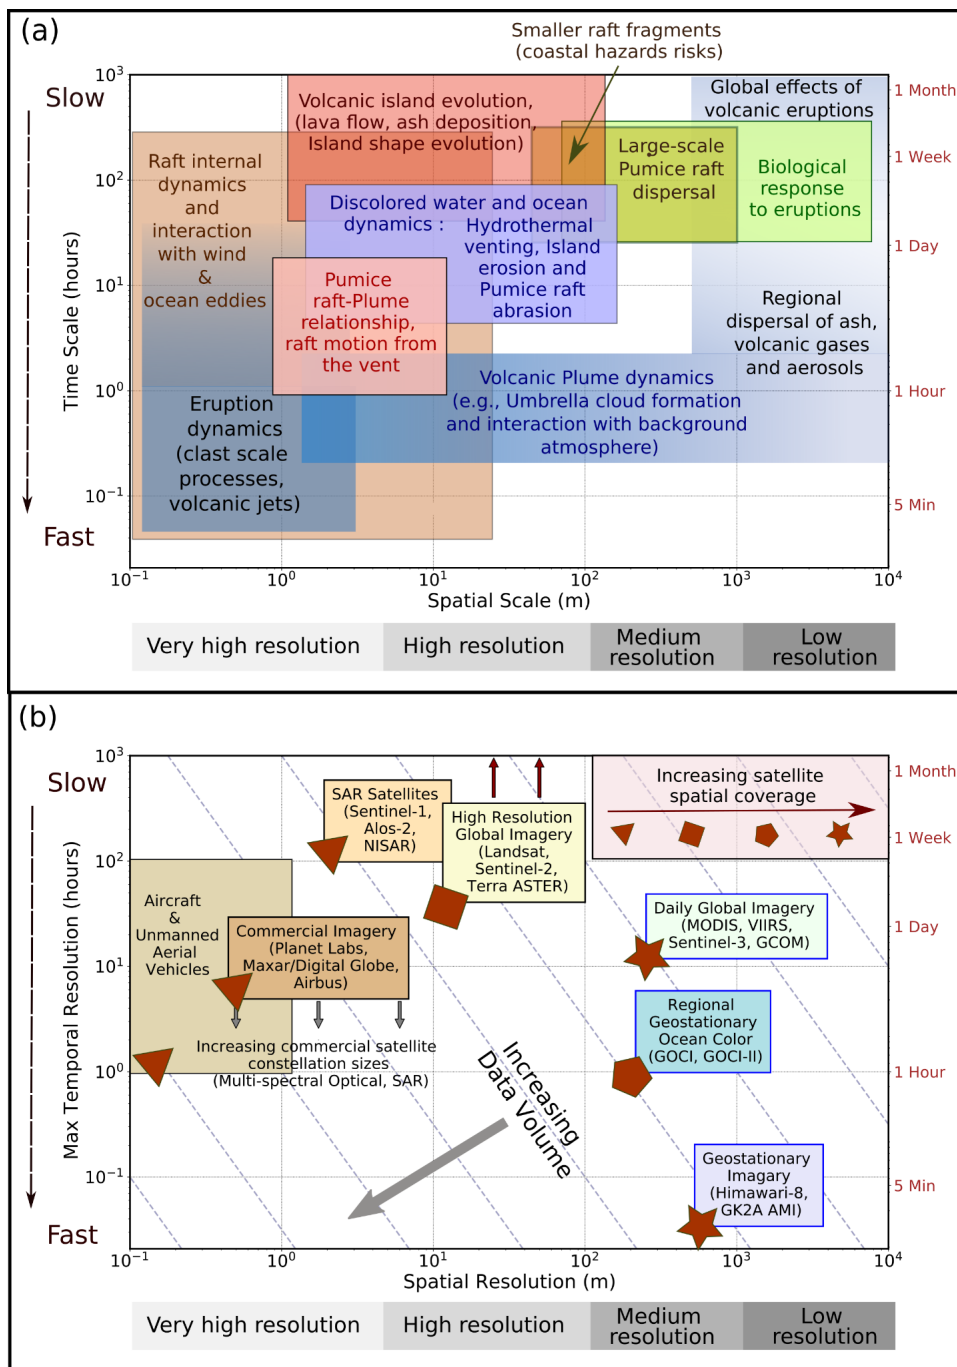 (a)
Smaller raft fragments
(coastal hazards risks)
Slow
Fast
Time Scale (hours)
10³
10²
10¹
10⁰
10⁻¹
Volcanic island evolution,
(lava flow, ash deposition,
Island shape evolution)
Global effects of
volcanic eruptions
1 Month
1 Week
1 Day
1 Hour
5 Min
Raft internal
dynamics
and
interaction
with wind
&
ocean eddies
Large-scale
Pumice raft
dispersal
Biological
response
to eruptions
Discolored water and ocean
dynamics :
Hydrothermal
venting, Island
erosion and
Pumice raft
abrasion
Pumice
raft-Plume
relationship,
raft motion from
the vent
Regional
dispersal of ash,
volcanic gases
and aerosols
Volcanic Plume dynamics
(e.g., Umbrella cloud formation
and interaction with background
atmosphere)
Eruption
dynamics
(clast scale
processes,
volcanic jets)
10⁻¹
10⁰
10¹
10²
10³
10⁴
Spatial Scale (m)
Very high resolution
High resolution
Medium
resolution
Low
resolution
(b)
Slow
Fast
Max Temporal Resolution (hours)
10³
10²
10¹
10⁰
10⁻¹
SAR Satellites
(Sentinel-1,
Alos-2,
NISAR)
High Resolution
Global Imagery
(Landsat,
Sentinel-2,
Terra ASTER)
Increasing satellite
spatial coverage
1 Month
1 Week
1 Day
1 Hour
5 Min
Aircraft
&
Unmanned
Aerial
Vehicles
Commercial Imagery
(Planet Labs,
Maxar/Digital Globe,
Airbus)
Daily Global Imagery
(MODIS, VIIRS,
Sentinel-3, GCOM)
Regional
Geostationary
Ocean Color
(GOCI, GOCI-II)
Increasing commercial satellite
constellation sizes
(Multi-spectral Optical, SAR)
Increasing
Data Volume
Geostationary
Imagary
(Himawari-8,
GK2A AMI)
10⁻¹
10⁰
10¹
10²
10³
10⁴
Spatial Resolution (m)
Very high resolution
High resolution
Medium
resolution
Low
resolution